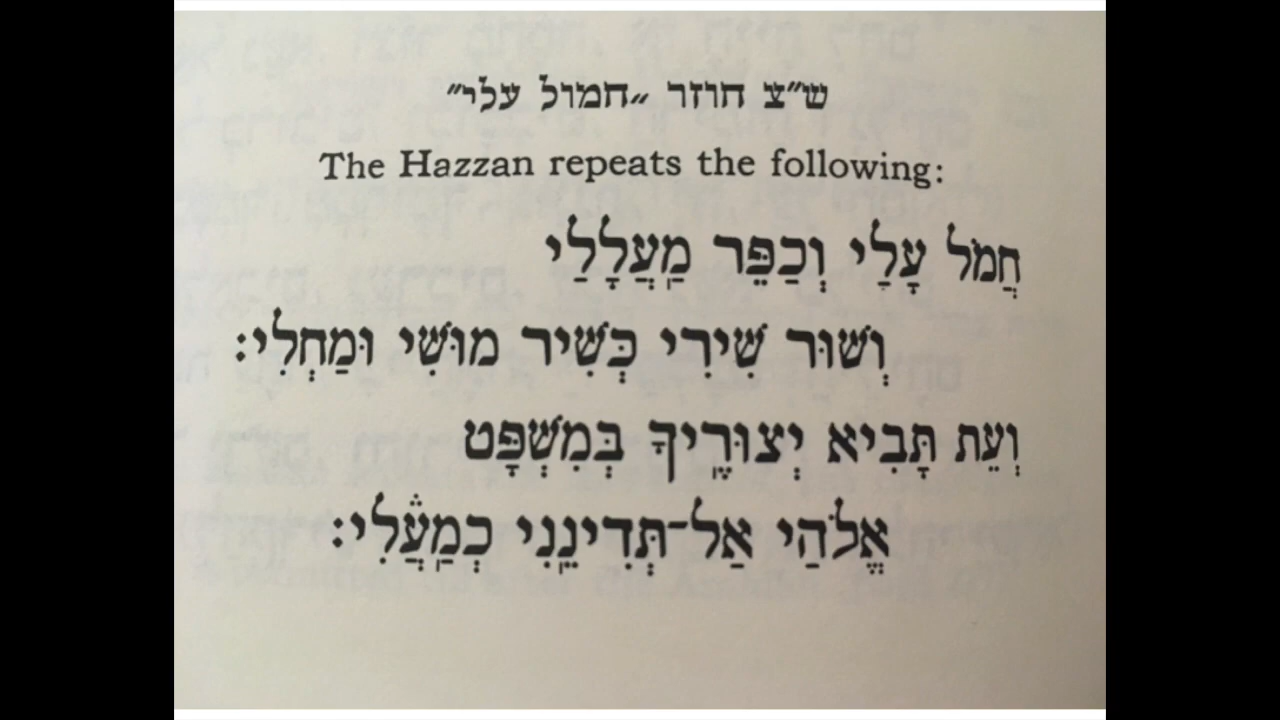 ש״צ חוזר „חמול עלי״
The Hazzan repeats the following:
חֲמֹל עָלַי וְכַפֵּר מַֽעֲלָלַי
וְשׁוּר שִׁירִי כְּשִׁיר מוּשִׁי וּמַחְלִי:
וְעֵת תָּבִיא יְצוּרֶֽיךָ בְּמִשְׁפָּט
אֱלֹהַי אַל־תְּדִינֵֽנִי כְּמַֽעֲ֯לִי: